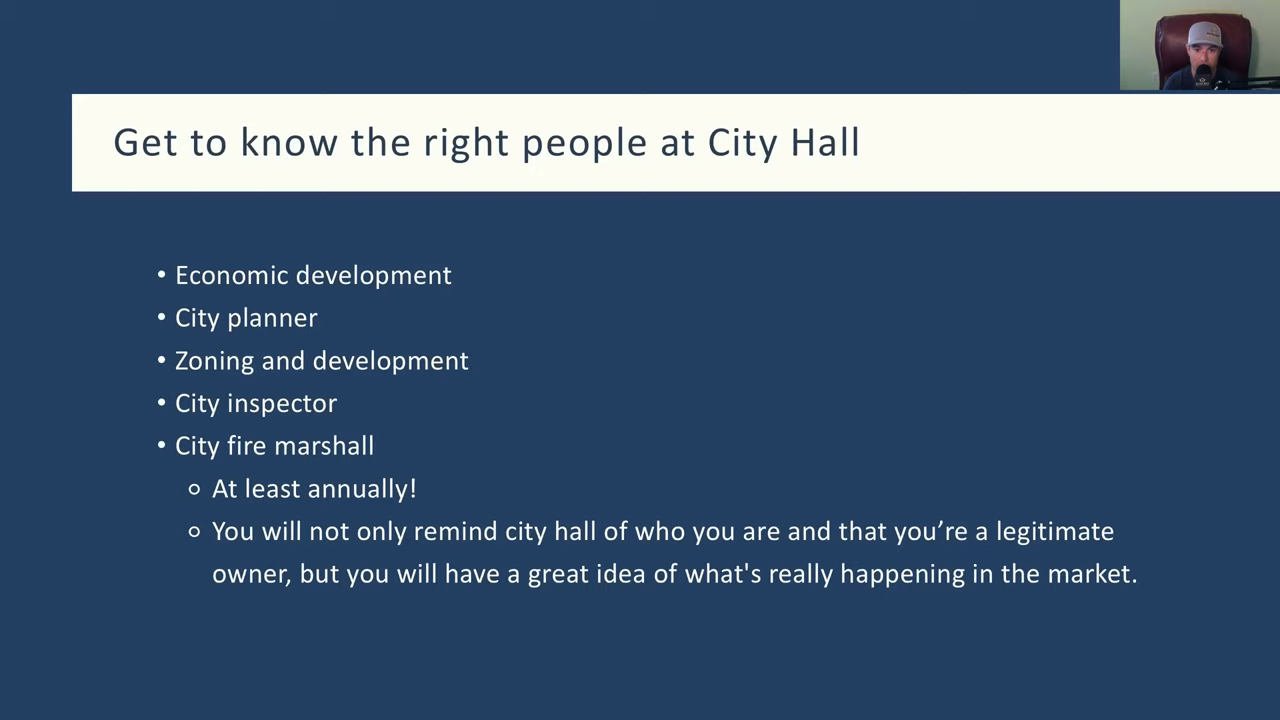 Get to know the right people at City Hall
• Economic development
• City planner
• Zoning and development
• City inspector
• City fire marshall
○ At least annually!
○ You will not only remind city hall of who you are and that you’re a legitimate
owner, but you will have a great idea of what's really happening in the market.